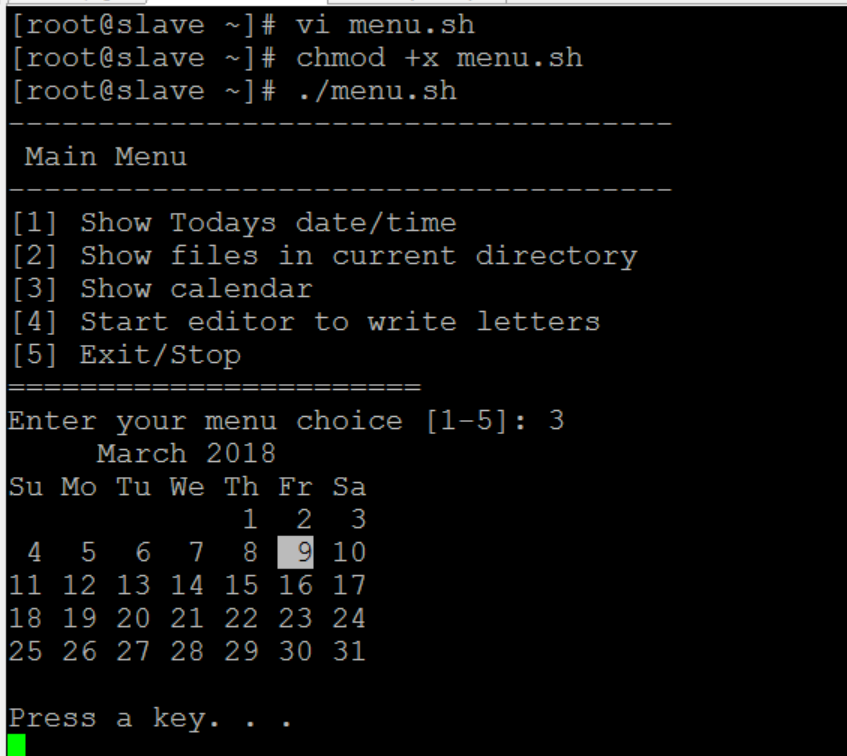 [root@slave ~]# vi menu.sh
[root@slave ~]# chmod +x menu.sh
[root@slave ~]# ./menu.sh
-------------------------------------
 Main Menu
-------------------------------------
[1] Show Todays date/time
[2] Show files in current directory
[3] Show calendar
[4] Start editor to write letters
[5] Exit/Stop
=======================
Enter your menu choice [1-5]: 3
     March 2018
Su Mo Tu We Th Fr Sa
             1  2  3
 4  5  6  7  8  9 10
11 12 13 14 15 16 17
18 19 20 21 22 23 24
25 26 27 28 29 30 31
Press a key. . .